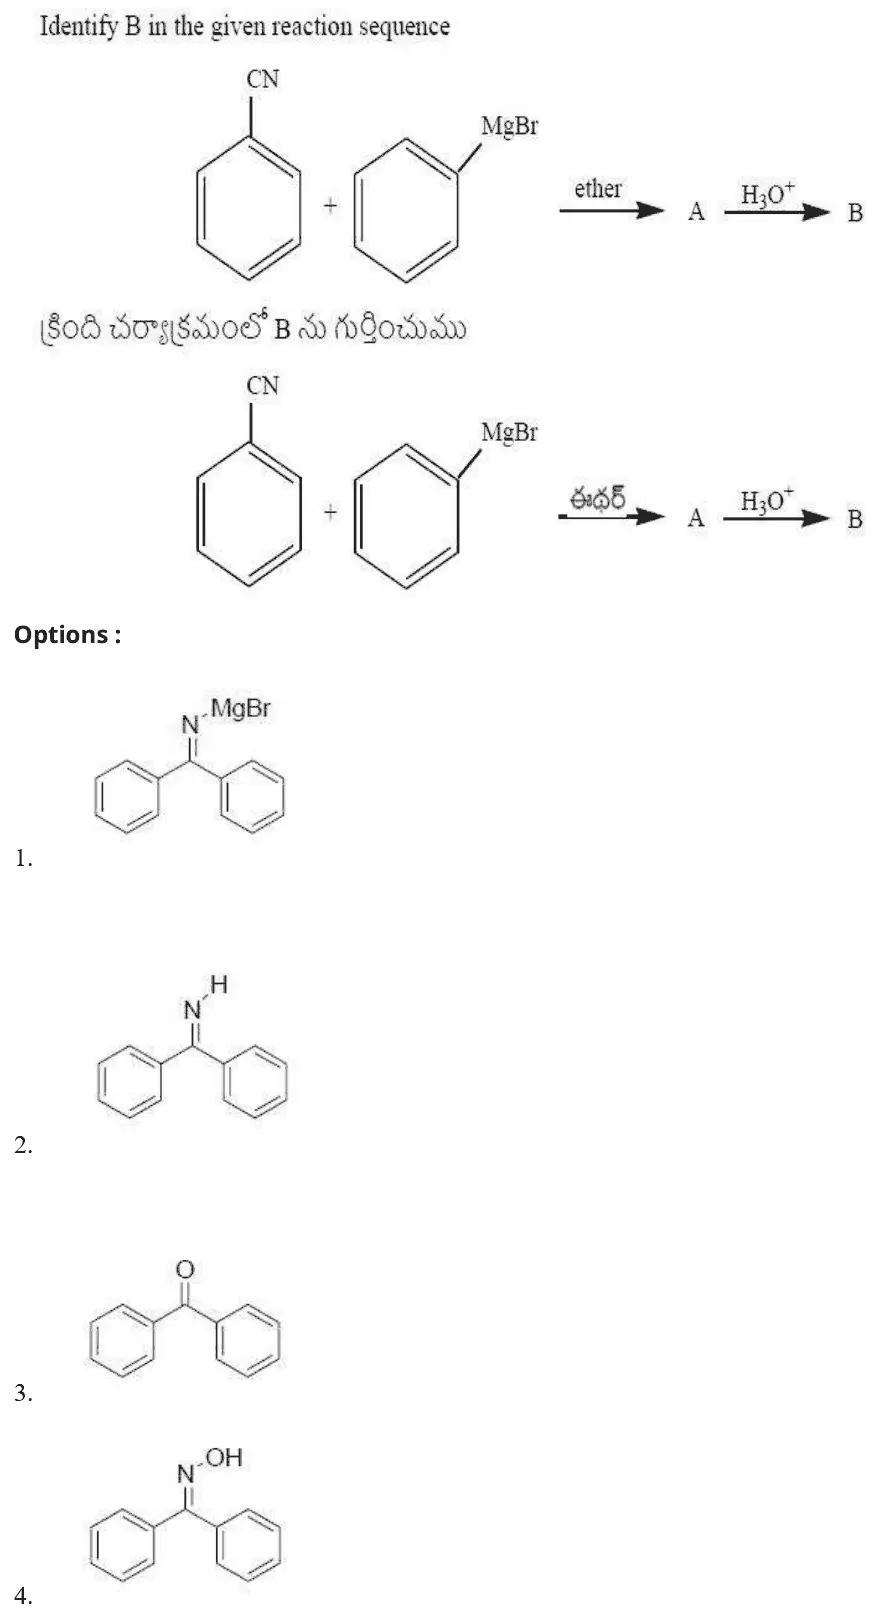 Identify B in the given reaction sequence
CN
MgBr
+
ether
A
H₃O⁺
B
క్రింది చర్యాక్రమంలో B ను గుర్తించుము
CN
MgBr
+
ఈథర్
A
H₃O⁺
B
Options :
N MgBr
1.
H
N
2.
O
3.
N OH
4.